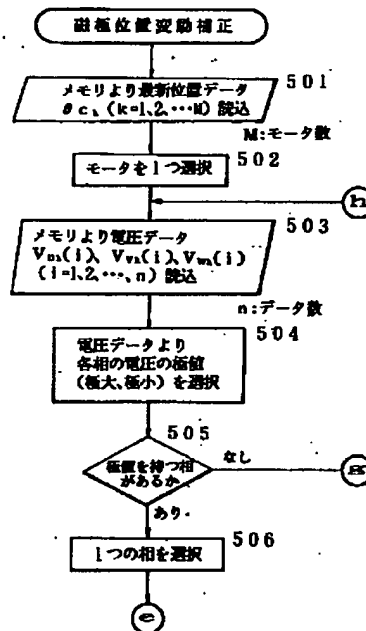 磁極位置変動補正
501
メモリより最新位置データ
θck(k=1、2、…M)読込
M:モータ数
502
モータを1つ選択
h
503
メモリより電圧データ
Vuk(i)、Vvk(i)、Vwk(i)
(i=1、2、…、n)読込
n:データ数
504
電圧データより
各相の電圧の極値
(極大、極小)を選択
505
極値を持つ相
があるか
なし
あり
506
1つの相を選択
e